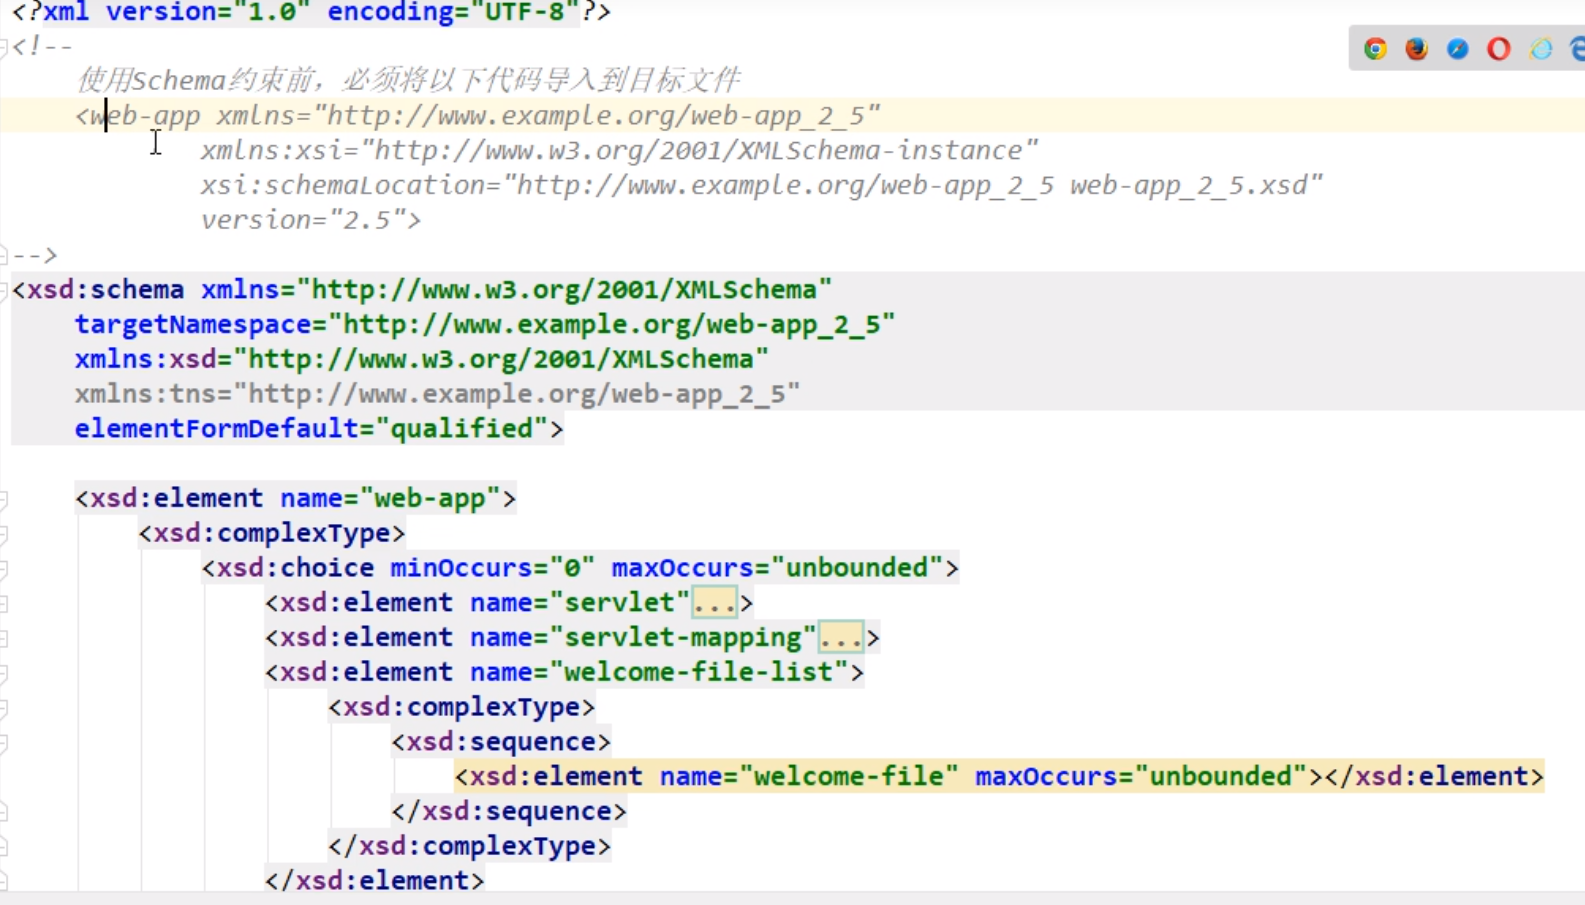 <?xml version="1.0" encoding="UTF-8"?>
<!--
使用Schema约束前，必须将以下代码导入到目标文件
<web-app xmlns="http://www.example.org/web-app_2_5"
xmlns:xsi="http://www.w3.org/2001/XMLSchema-instance"
xsi:schemaLocation="http://www.example.org/web-app_2_5 web-app_2_5.xsd"
version="2.5">
-->
<xsd:schema xmlns="http://www.w3.org/2001/XMLSchema"
targetNamespace="http://www.example.org/web-app_2_5"
xmlns:xsd="http://www.w3.org/2001/XMLSchema"
xmlns:tns="http://www.example.org/web-app_2_5"
elementFormDefault="qualified">
<xsd:element name="web-app">
<xsd:complexType>
<xsd:choice minOccurs="0" maxOccurs="unbounded">
<xsd:element name="servlet"...>
<xsd:element name="servlet-mapping"...>
<xsd:element name="welcome-file-list">
<xsd:complexType>
<xsd:sequence>
<xsd:element name="welcome-file" maxOccurs="unbounded"></xsd:element>
</xsd:sequence>
</xsd:complexType>
</xsd:element>